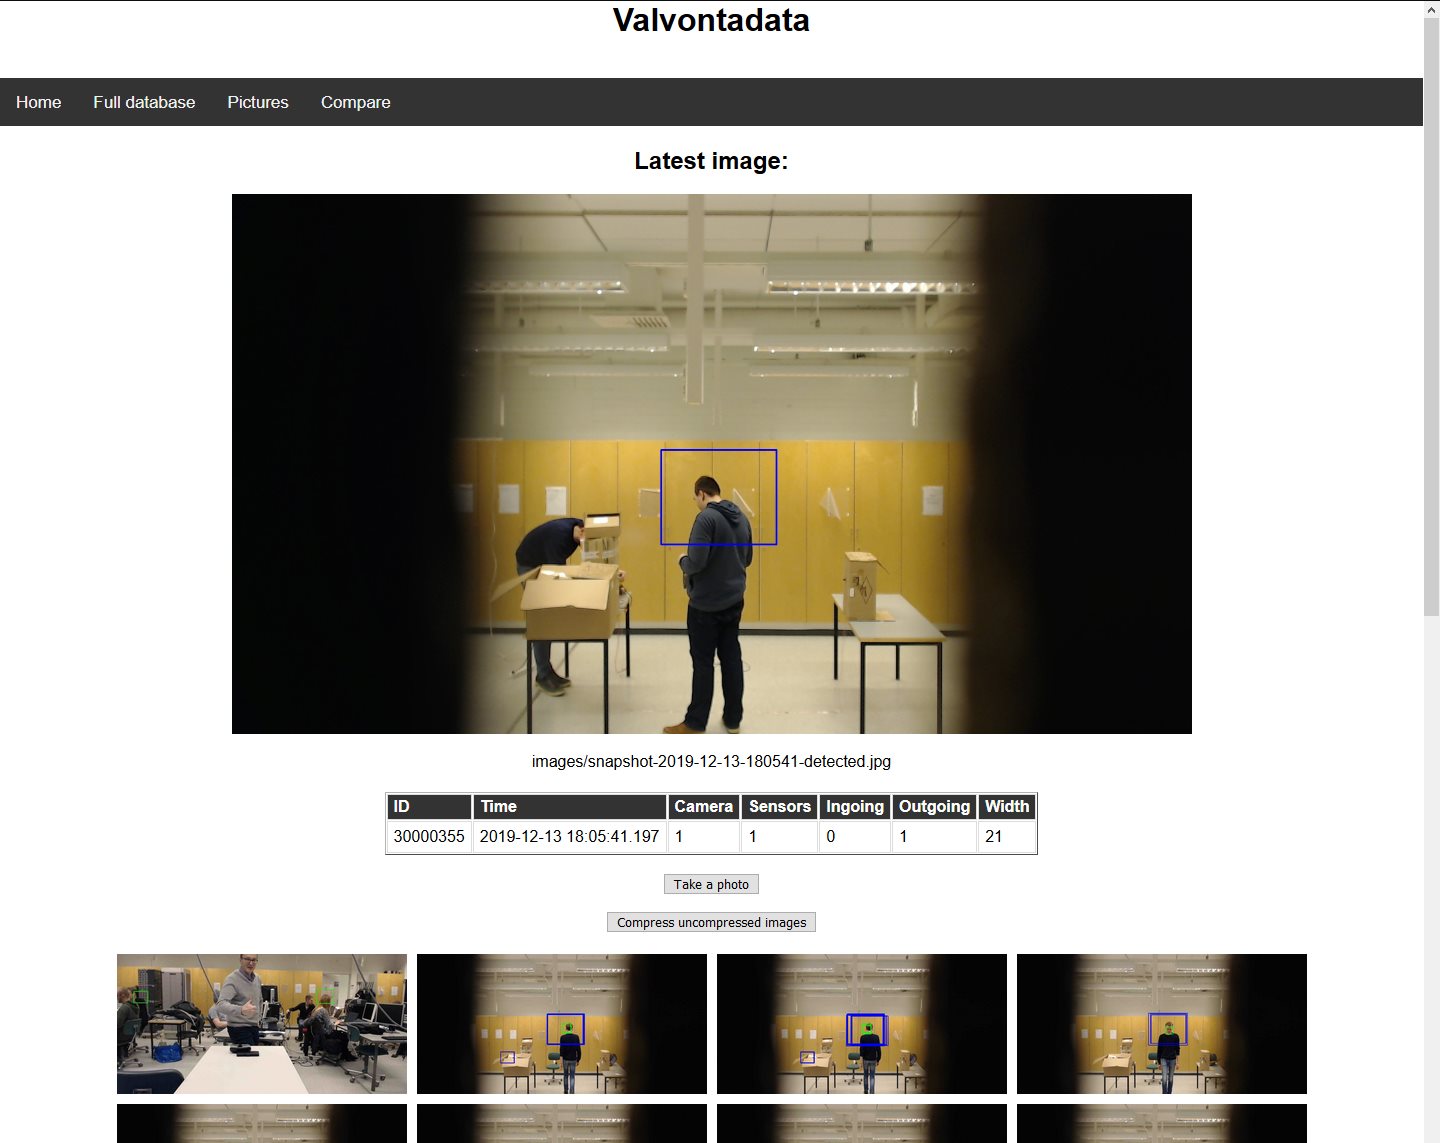 Valvontadata
Home Full database Pictures Compare
Latest image:
images/snapshot-2019-12-13-180541-detected.jpg
ID Time Camera Sensors Ingoing Outgoing Width
30000355 2019-12-13 18:05:41.197 1 1 0 1 21
Take a photo
Compress uncompressed images